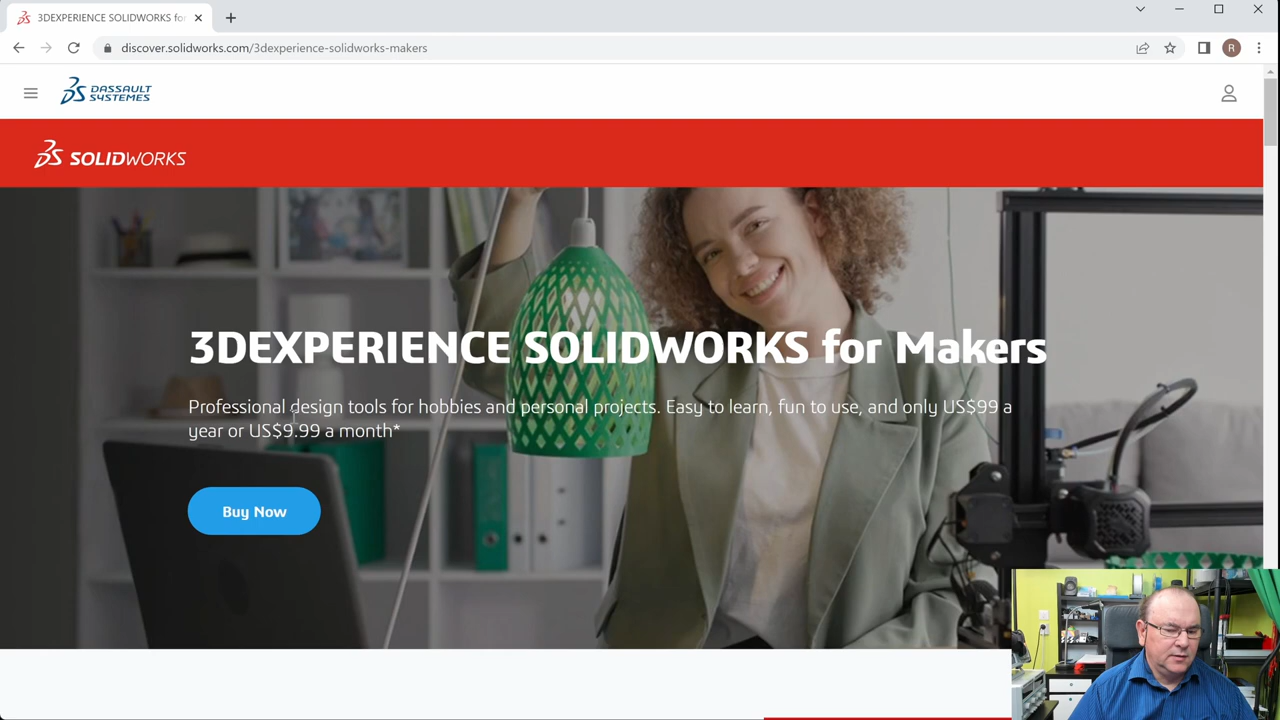 3DEXPERIENCE SOLIDWORKS for
discover.solidworks.com/3dexperience-solidworks-makers
R
DASSAULT
SYSTEMES
SOLIDWORKS
3DEXPERIENCE SOLIDWORKS for Makers
Professional design tools for hobbies and personal projects. Easy to learn, fun to use, and only US$99 a
year or US$9.99 a month*
Buy Now